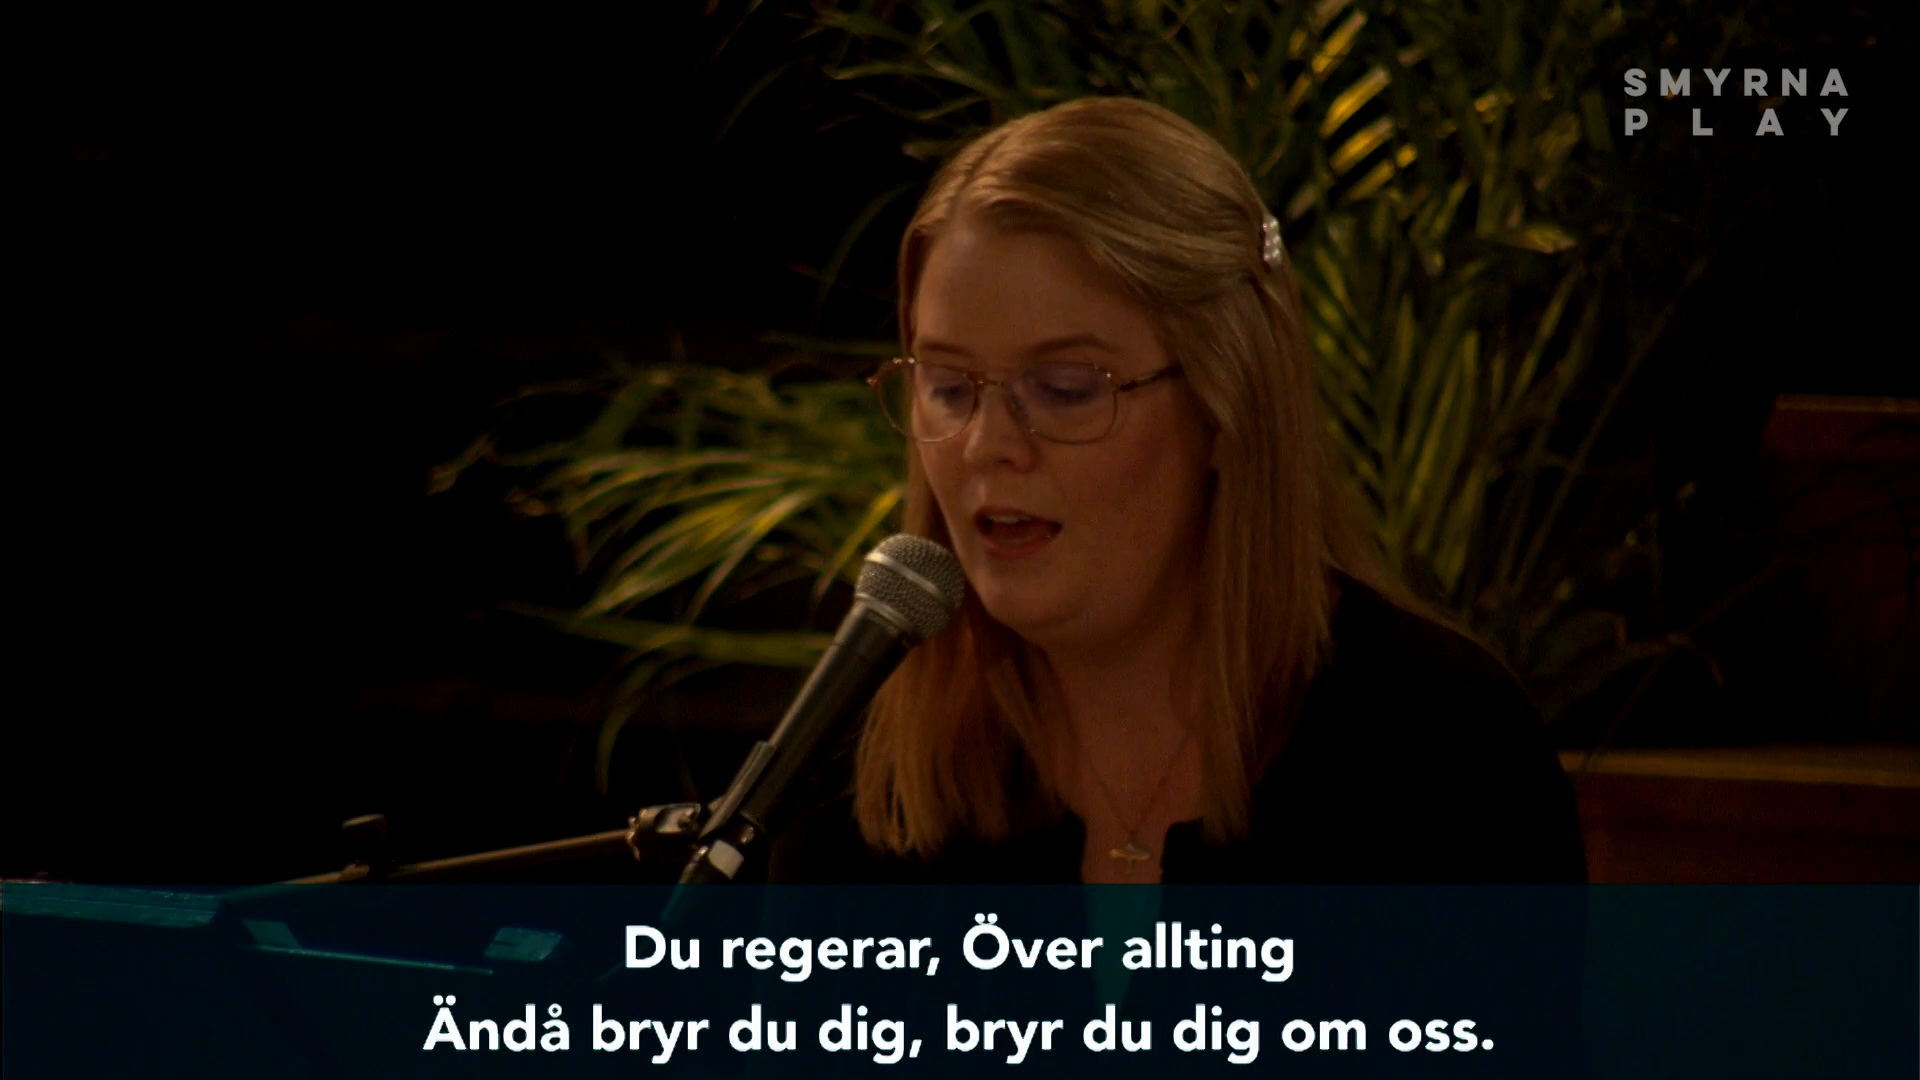 SMYRNA
PLAY
Du regerar, Över allting
Ändå bryr du dig, bryr du dig om oss.